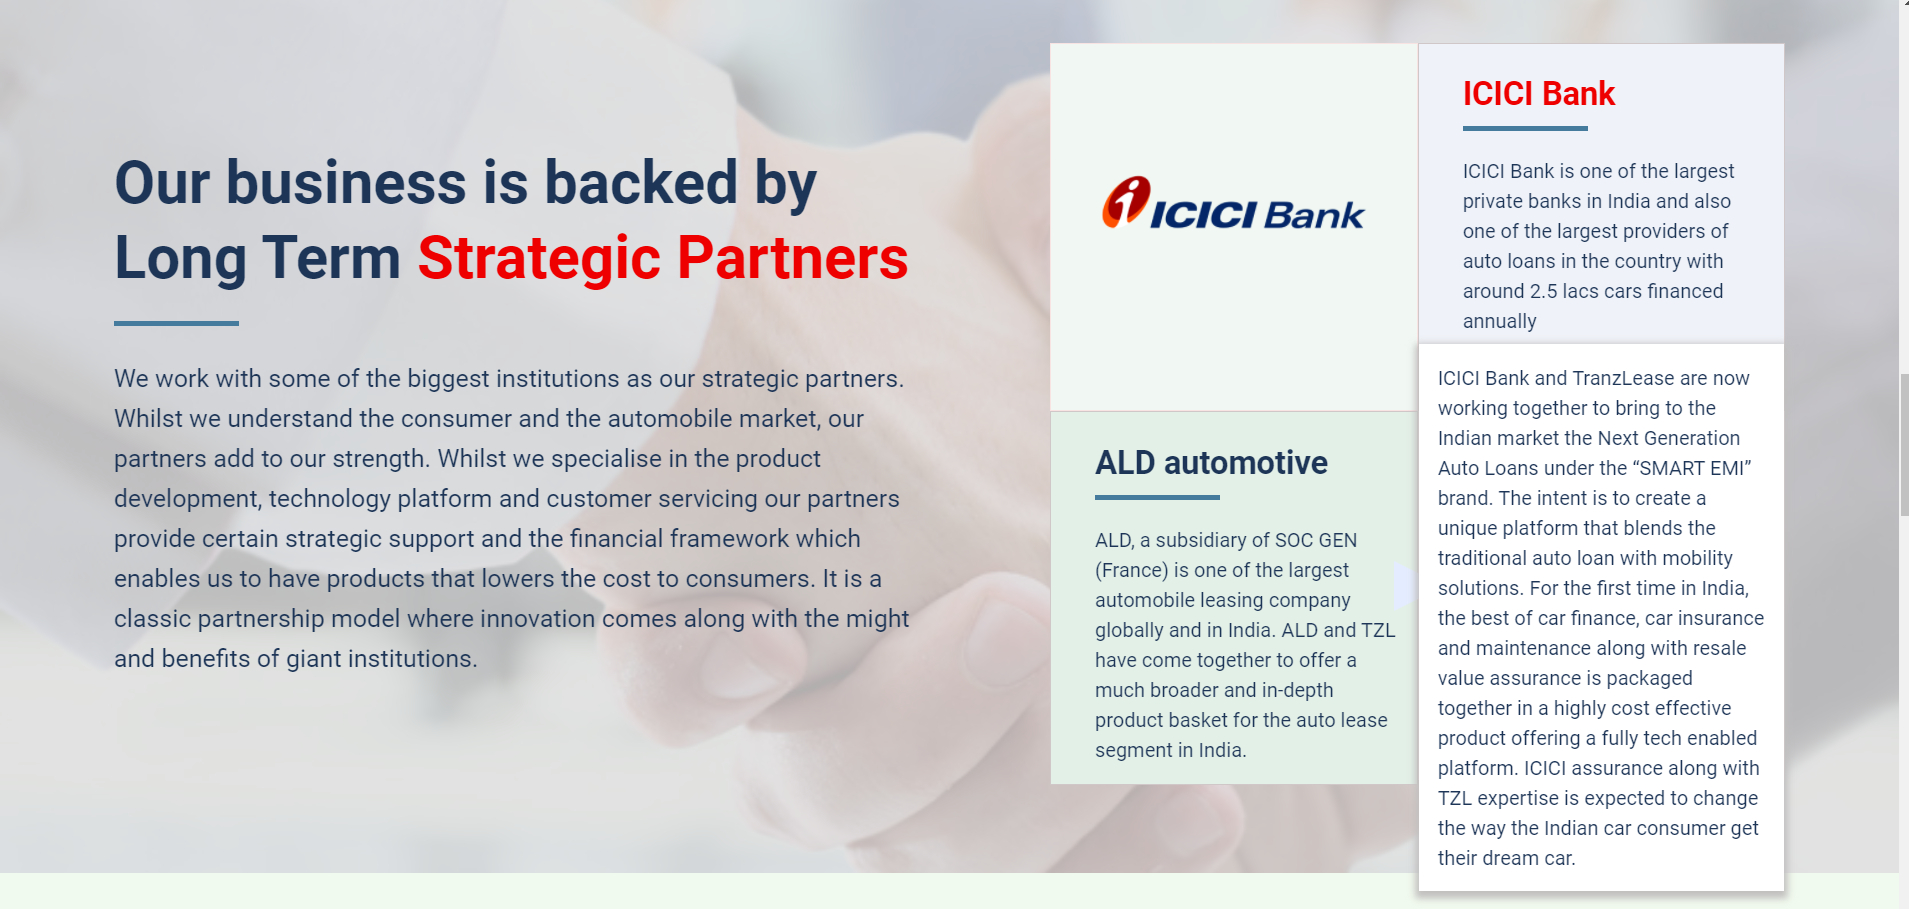 Our business is backed by
Long Term Strategic Partners
We work with some of the biggest institutions as our strategic partners.
Whilst we understand the consumer and the automobile market, our
partners add to our strength. Whilst we specialise in the product
development, technology platform and customer servicing our partners
provide certain strategic support and the financial framework which
enables us to have products that lowers the cost to consumers. It is a
classic partnership model where innovation comes along with the might
and benefits of giant institutions.
ICICI Bank
ICICI Bank
ICICI Bank is one of the largest
private banks in India and also
one of the largest providers of
auto loans in the country with
around 2.5 lacs cars financed
annually
ALD automotive
ALD, a subsidiary of SOC GEN
(France) is one of the largest
automobile leasing company
globally and in India. ALD and TZL
have come together to offer a
much broader and in-depth
product basket for the auto lease
segment in India.
ICICI Bank and TranzLease are now
working together to bring to the
Indian market the Next Generation
Auto Loans under the “SMART EMI”
brand. The intent is to create a
unique platform that blends the
traditional auto loan with mobility
solutions. For the first time in India,
the best of car finance, car insurance
and maintenance along with resale
value assurance is packaged
together in a highly cost effective
product offering a fully tech enabled
platform. ICICI assurance along with
TZL expertise is expected to change
the way the Indian car consumer get
their dream car.